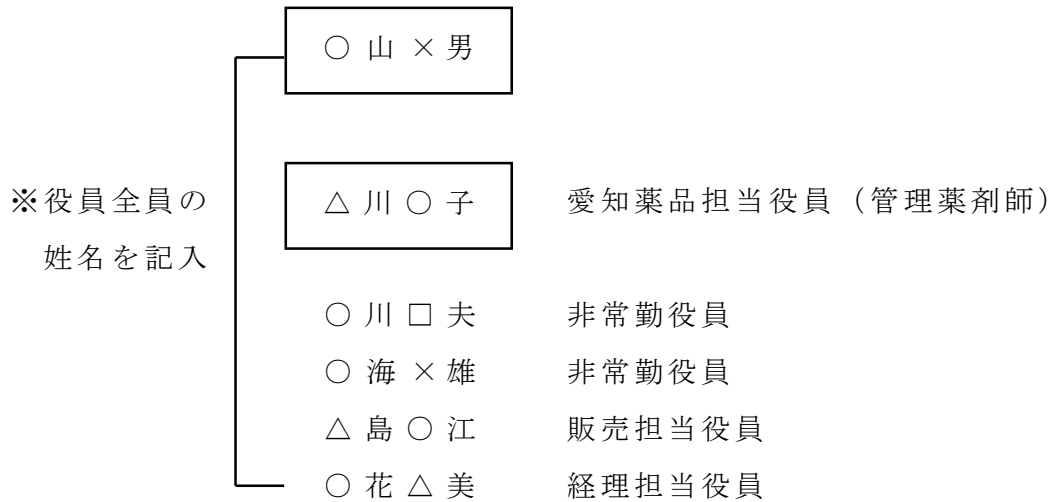 ○山×男
※役員全員の
姓名を記入
△川○子 愛知薬品担当役員（管理薬剤師）
○川□夫 非常勤役員
○海×雄 非常勤役員
△島○江 販売担当役員
○花△美 経理担当役員